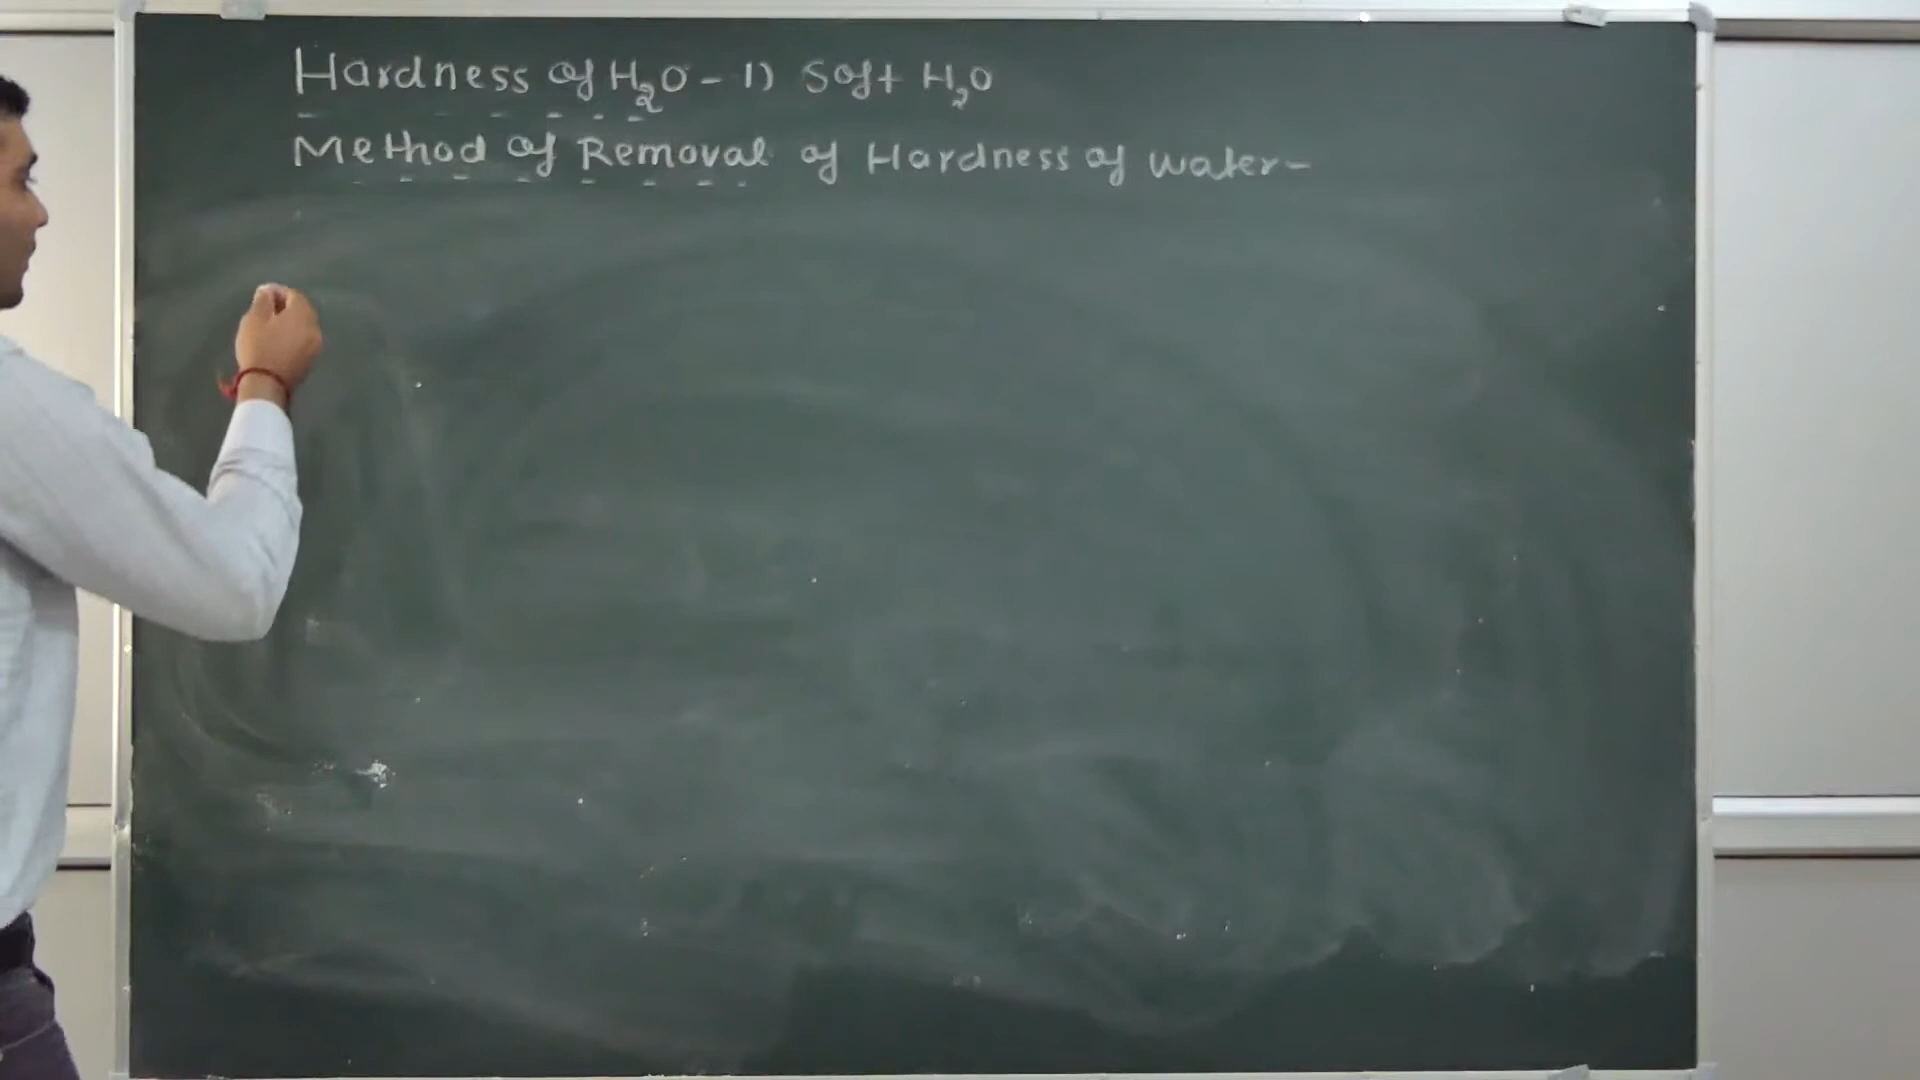 Hardness of H₂O - 1) Soft H₂O
Method of Removal of Hardness of water-